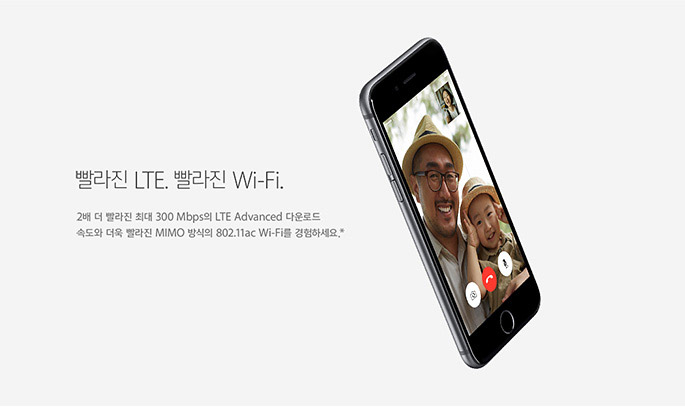 빨라진 LTE. 빨라진 Wi-Fi.
2배 더 빨라진 최대 300 Mbps의 LTE Advanced 다운로드
속도와 더욱 빨라진 MIMO 방식의 802.11ac Wi-Fi를 경험하세요.*